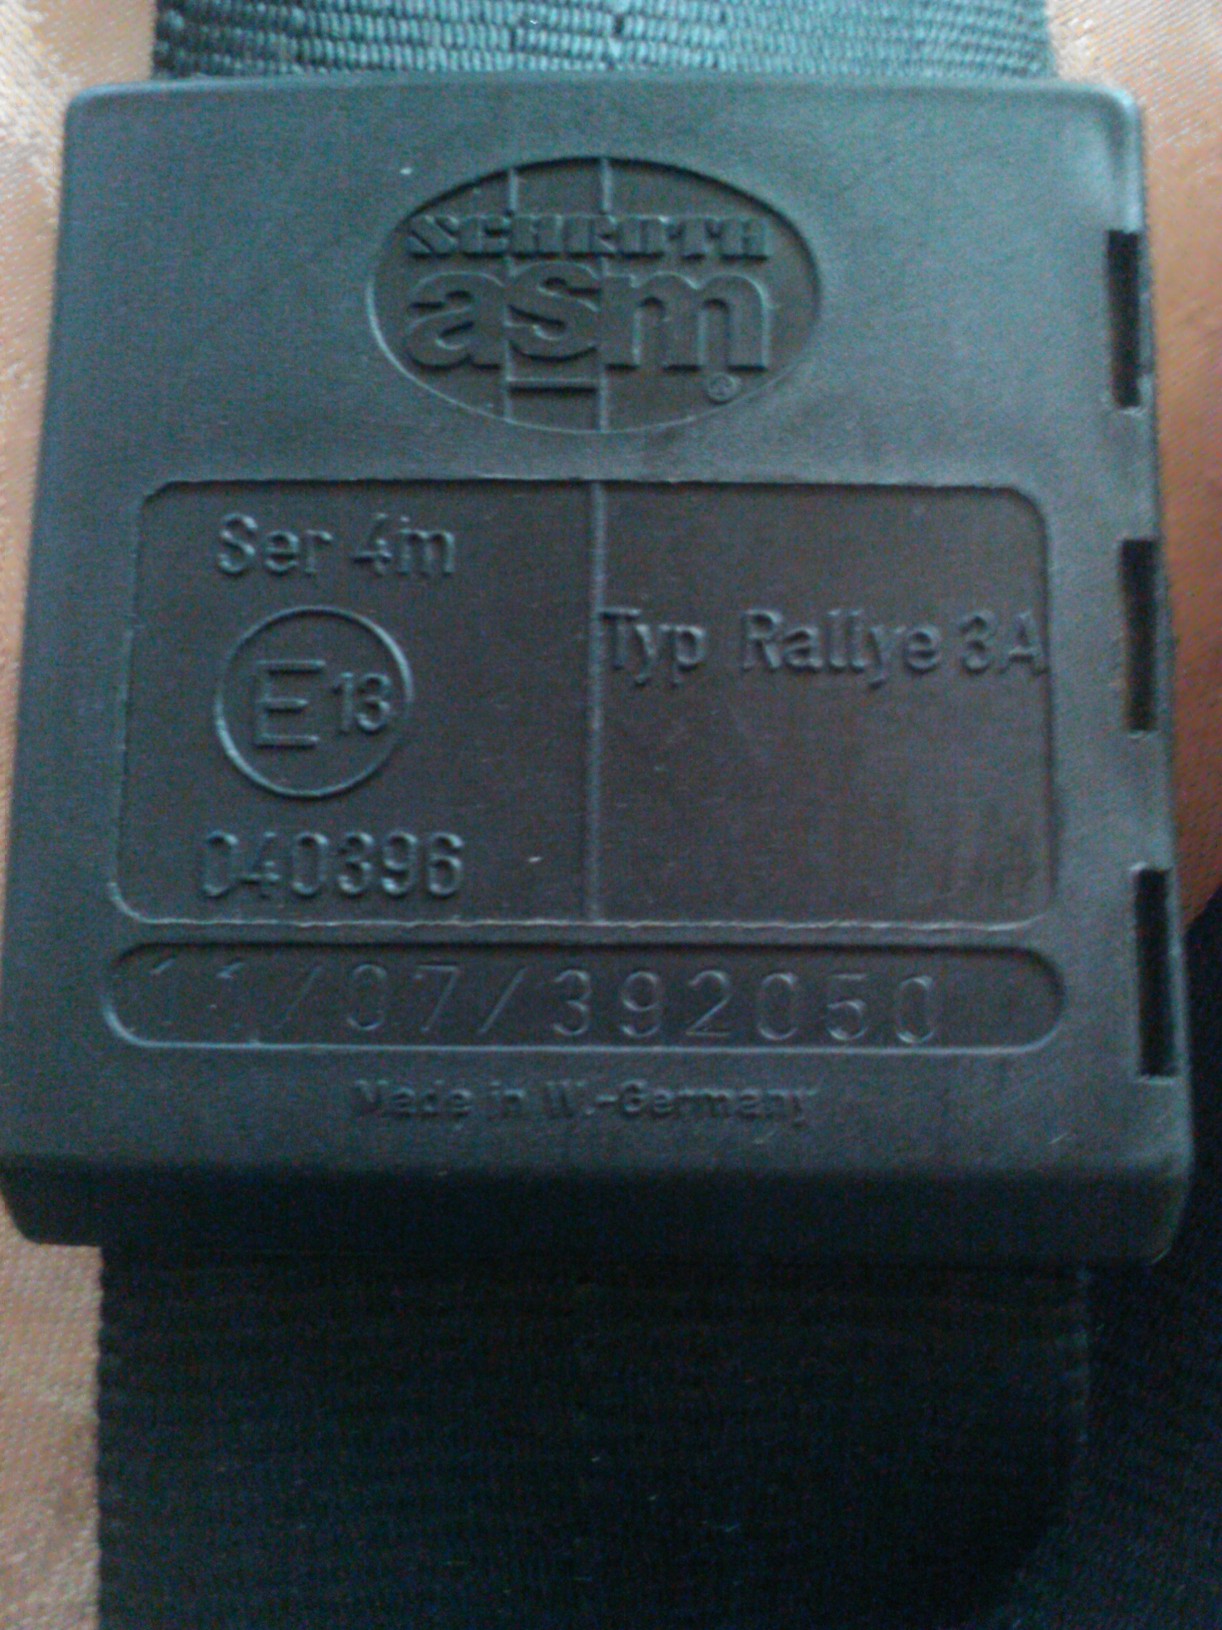 SCHROTH
asm®
Ser 4m
E13
040396
Typ Rallye 3A
11/07/392050
Made in W.-Germany